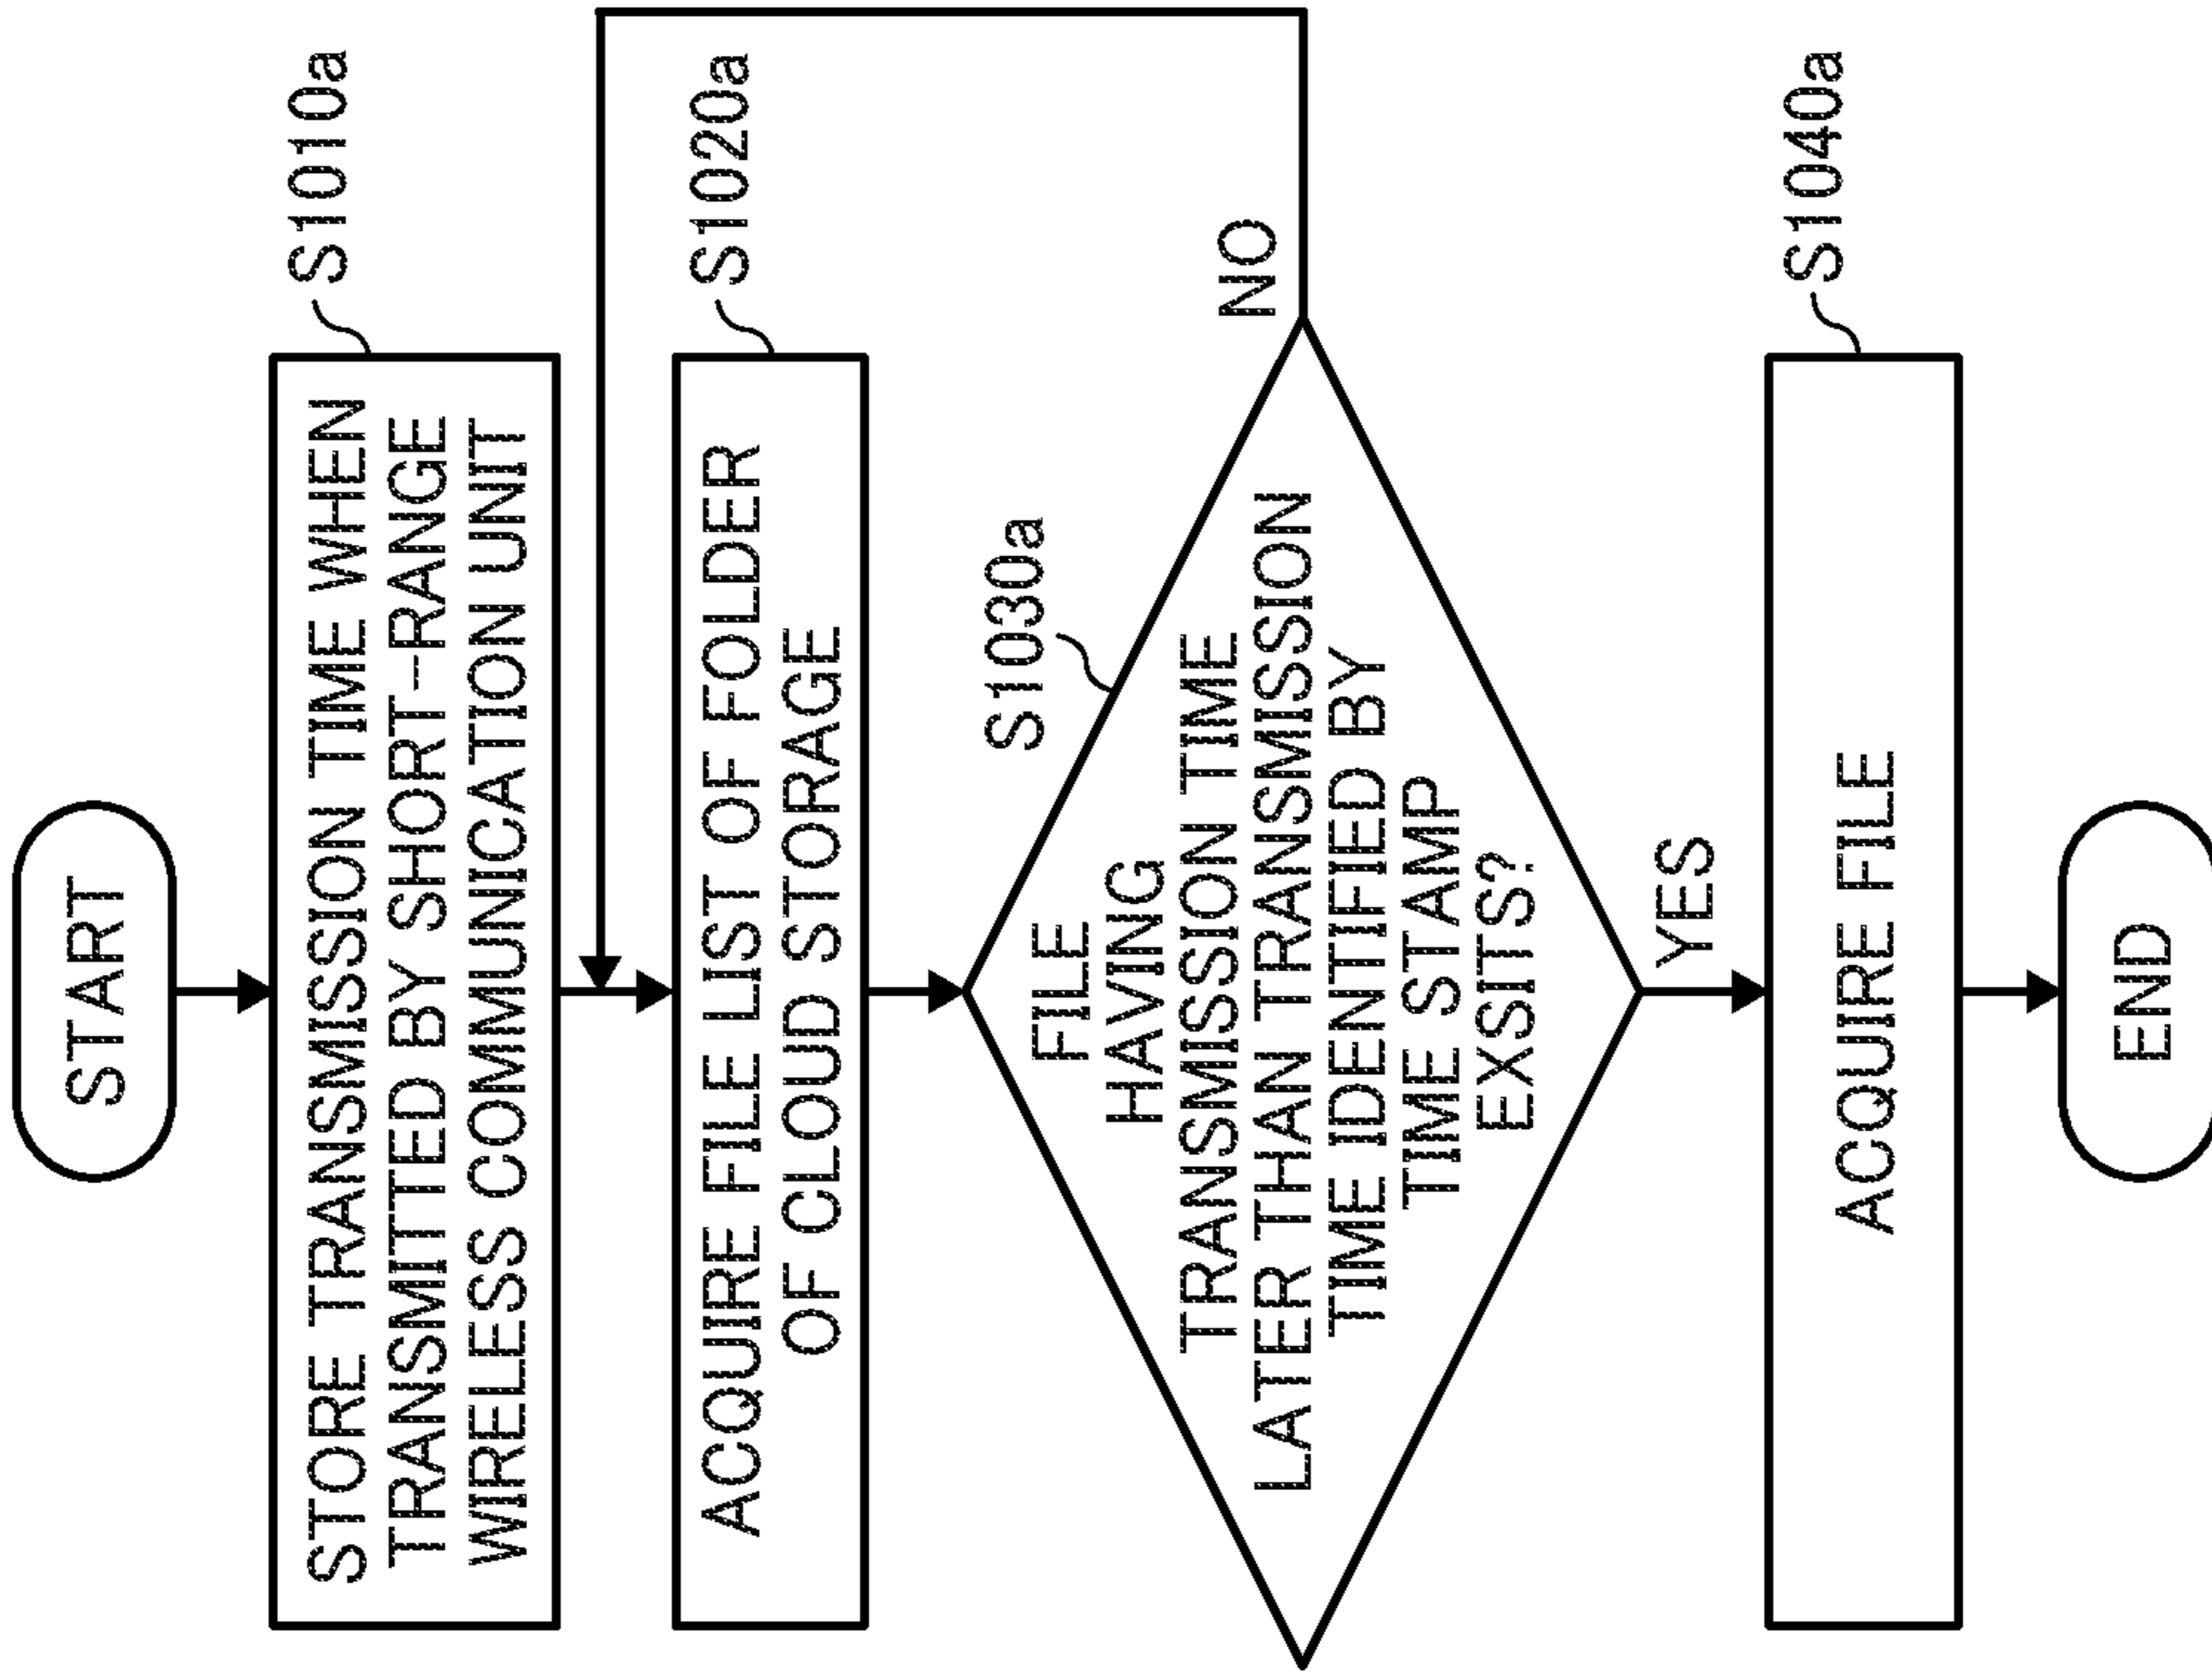 START
STORE TRANSMISSION TIME WHEN
TRANSMITTED BY SHORT-RANGE
WIRELESS COMMUNICATION UNIT
S1010a
ACQUIRE FILE LIST OF FOLDER
OF CLOUD STORAGE
S1020a
FILE
HAVING
TRANSMISSION TIME
LATER THAN TRANSMISSION
TIME IDENTIFIED BY
TIME STAMP
EXSITS?
S1030a
NO
YES
ACQUIRE FILE
S1040a
END